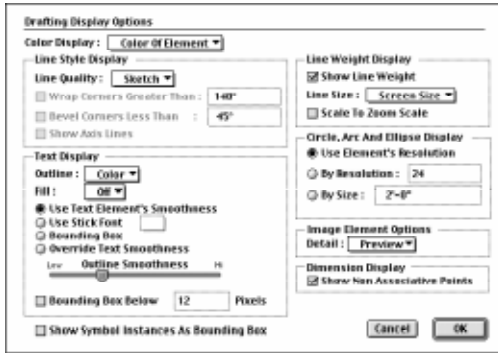 Drafting Display Options
Color Display : Color Of Element
Line Style Display
Line Quality : Sketch
Wrap Corners Greater Than : 140°
Bevel Corners Less Than : 45°
Show Axis Lines
Text Display
Outline : Color
Fill : Off
Use Text Element's Smoothness
Use Stick Font
Bounding Box
Override Text Smoothness
Low Outline Smoothness Hi
Bounding Box Below 12 Pixels
Show Symbol Instances As Bounding Box
Line Weight Display
Show Line Weight
Line Size : Screen Size
Scale To Zoom Scale
Circle, Arc And Ellipse Display
Use Element's Resolution
By Resolution : 24
By Size : 2'-0"
Image Element Options
Detail : Preview
Dimension Display
Show Non Associative Points
Cancel OK